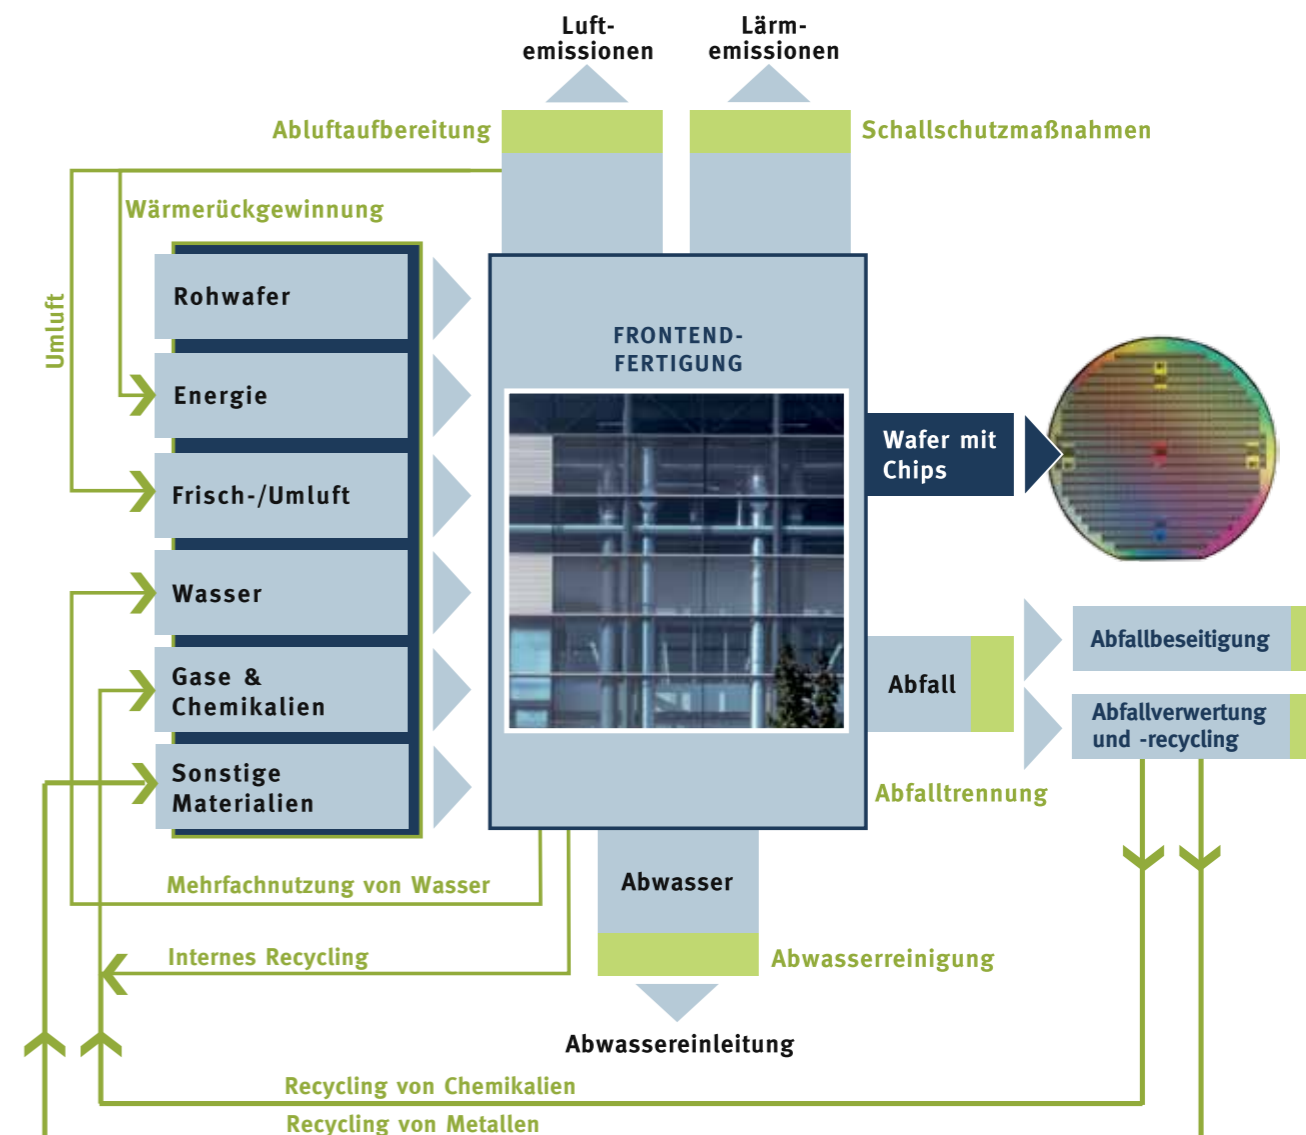 Luft-
emissionen
Lärm-
emissionen
Abluftaufbereitung
Schallschutzmaßnahmen
Wärmerückgewinnung
Umluft
Rohwafer
Energie
Frisch-/Umluft
Wasser
Gase &
Chemikalien
Sonstige
Materialien
FRONTEND-
FERTIGUNG
Wafer mit
Chips
Abfall
Abfallbeseitigung
Abfallverwertung
und -recycling
Abfalltrennung
Mehrfachnutzung von Wasser
Abwasser
Internes Recycling
Abwasserreinigung
Abwassereinleitung
Recycling von Chemikalien
Recycling von Metallen